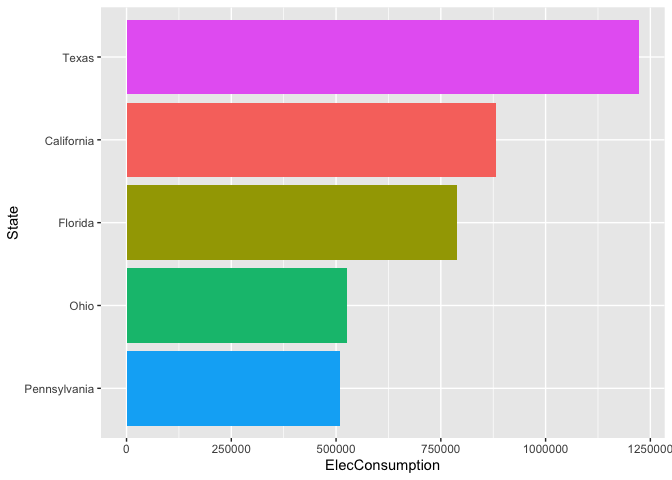 Texas
California
Florida
Ohio
Pennsylvania
State
0 250000 500000 750000 1000000 1250000
ElecConsumption